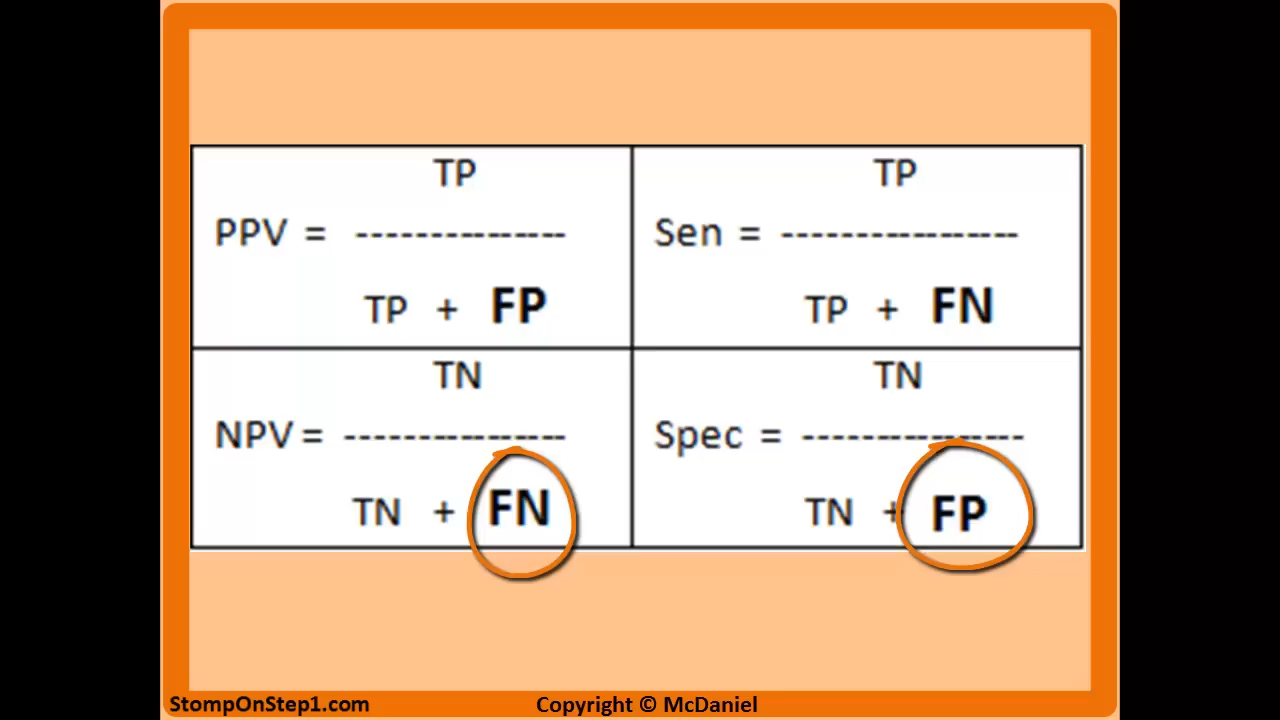 TP
PPV = ---------------
TP + FP
TP
Sen = -----------------
TP + FN
TN
NPV = ----------------
TN + FN
TN
Spec = ----------------
TN + FP
StompOnStep1.com
Copyright © McDaniel